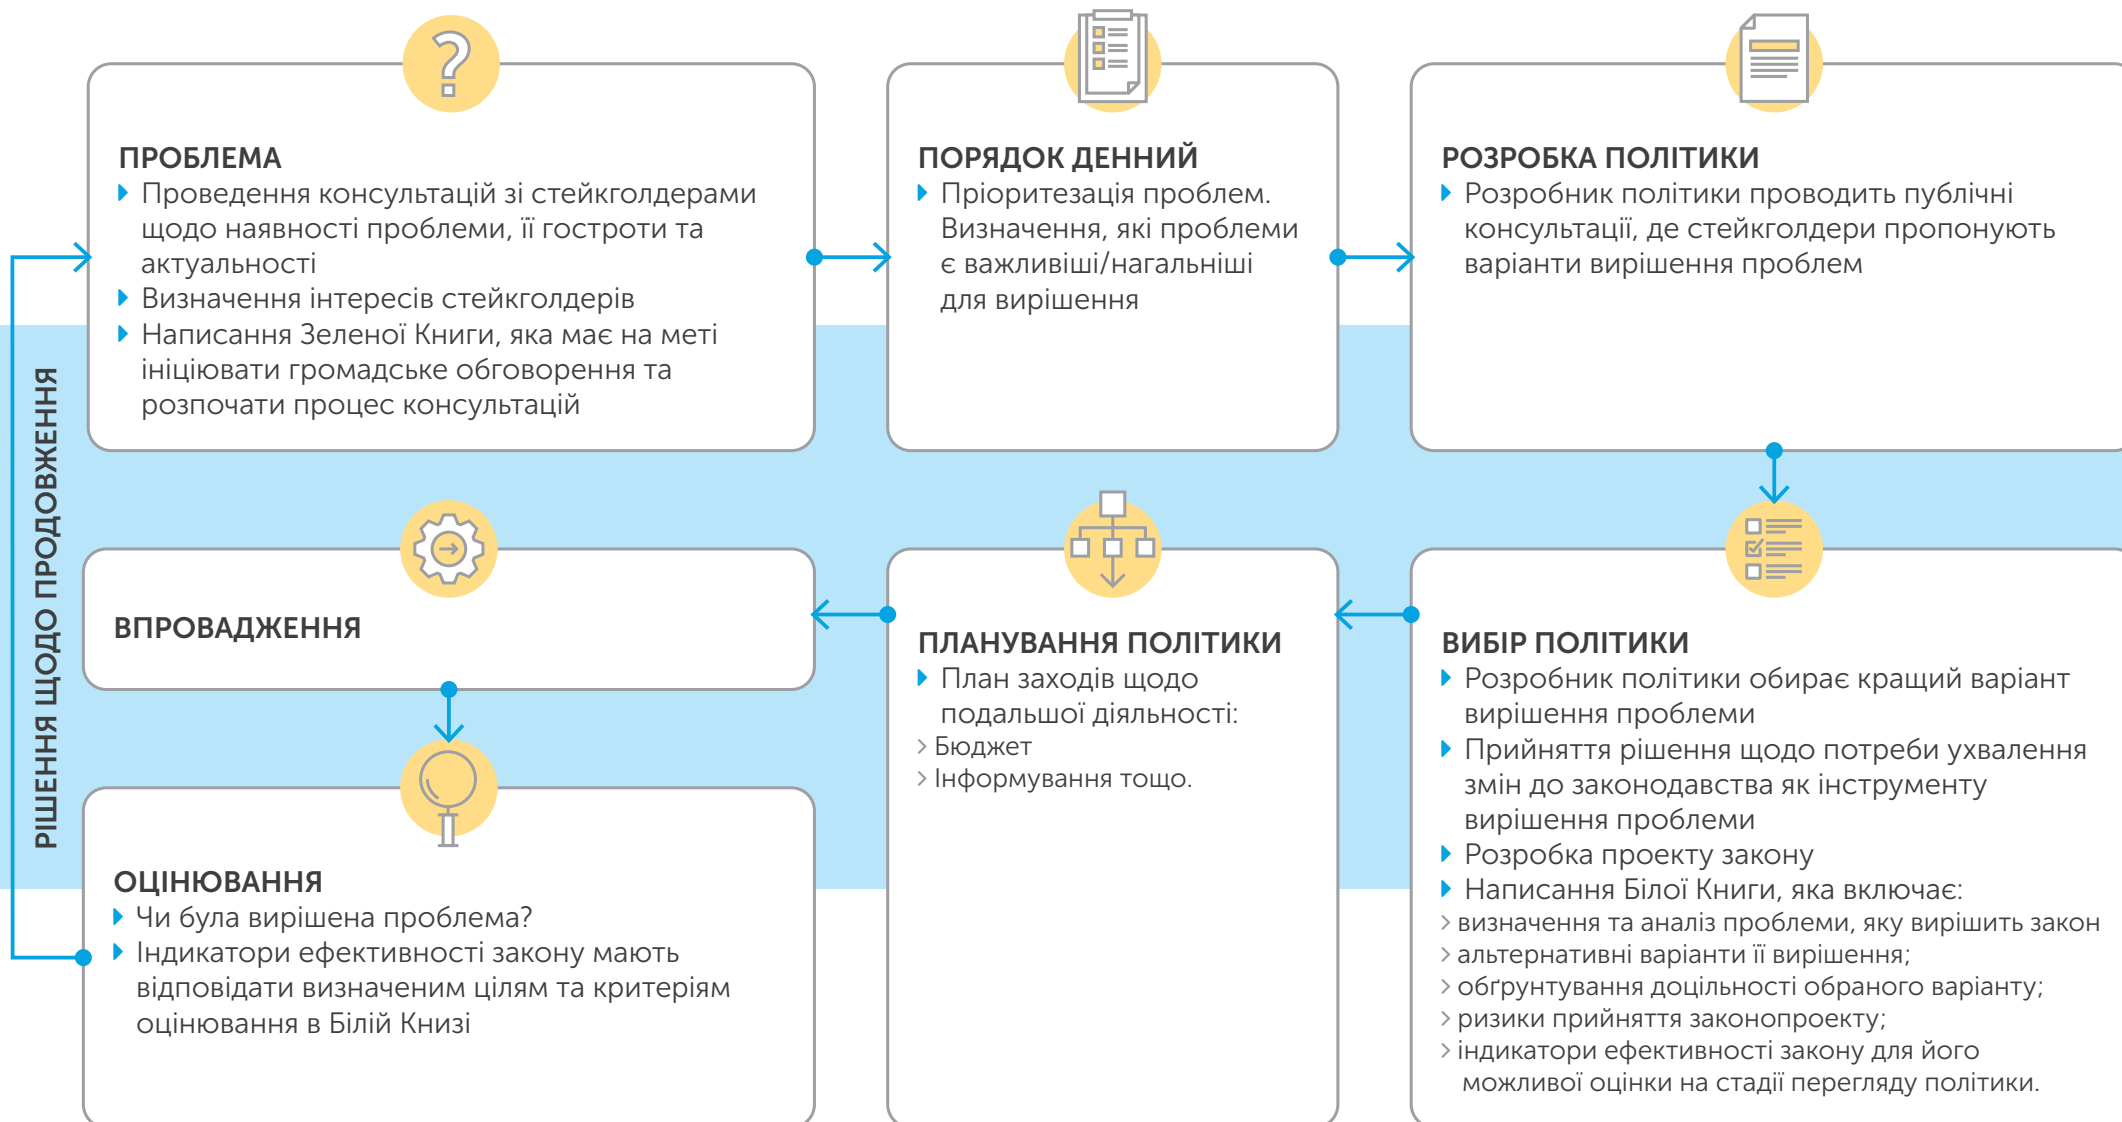 ПРОБЛЕМА
Проведення консультацій зі стейкголдерами
щодо наявності проблеми, її гостроти та
актуальності
Визначення інтересів стейкголдерів
Написання Зеленої Книги, яка має на меті
ініціювати громадське обговорення та
розпочати процес консультацій
ПОРЯДОК ДЕННИЙ
Пріоритезація проблем.
Визначення, які проблеми
є важливіші/нагальніші
для вирішення
РОЗРОБКА ПОЛІТИКИ
Розробник політики проводить публічні
консультації, де стейкголдери пропонують
варіанти вирішення проблем
ВИБІР ПОЛІТИКИ
Розробник політики обирає кращий варіант
вирішення проблеми
Прийняття рішення щодо потреби ухвалення
змін до законодавства як інструменту
вирішення проблеми
Розробка проекту закону
Написання Білої Книги, яка включає:
> визначення та аналіз проблеми, яку вирішить закон
> альтернативні варіанти її вирішення;
> обґрунтування доцільності обраного варіанту;
> ризики прийняття законопроекту;
> індикатори ефективності закону для його
можливої оцінки на стадії перегляду політики.
ПЛАНУВАННЯ ПОЛІТИКИ
План заходів щодо
подальшої діяльності:
> Бюджет
> Інформування тощо.
ВПРОВАДЖЕННЯ
ОЦІНЮВАННЯ
Чи була вирішена проблема?
Індикатори ефективності закону мають
відповідати визначеним цілям та критеріям
оцінювання в Білій Книзі
РІШЕННЯ ЩОДО ПРОДОВЖЕННЯ